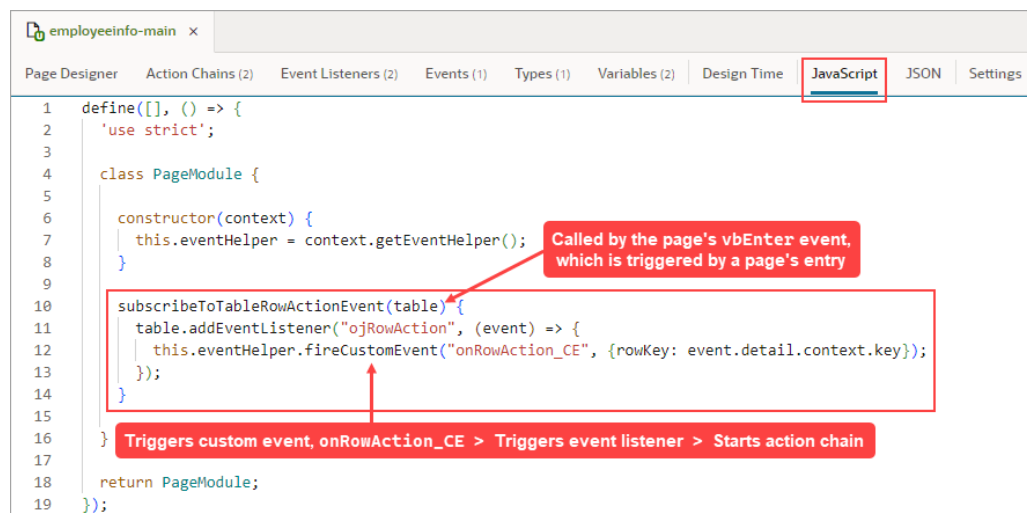 employeeinfo-main ×
Page Designer Action Chains (2) Event Listeners (2) Events (1) Types (1) Variables (2) Design Time JavaScript JSON Settings
1 define([], () => {
2 'use strict';
3
4 class PageModule {
5
6 constructor(context) {
7 this.eventHelper = context.getEventHelper();
8 }
9
Called by the page's vbEnter event,
which is triggered by a page's entry
10 subscribeToTableRowActionEvent(table) {
11 table.addEventListener("ojRowAction", (event) => {
12 this.eventHelper.fireCustomEvent("onRowAction_CE", {rowKey: event.detail.context.key});
13 });
14 }
15
16 }
Triggers custom event, onRowAction_CE > Triggers event listener > Starts action chain
17
18 return PageModule;
19 });